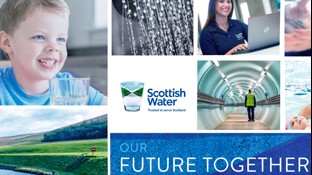 Scottish
Water
Trusted to serve Scotland
OUR
FUTURE TOGETHER